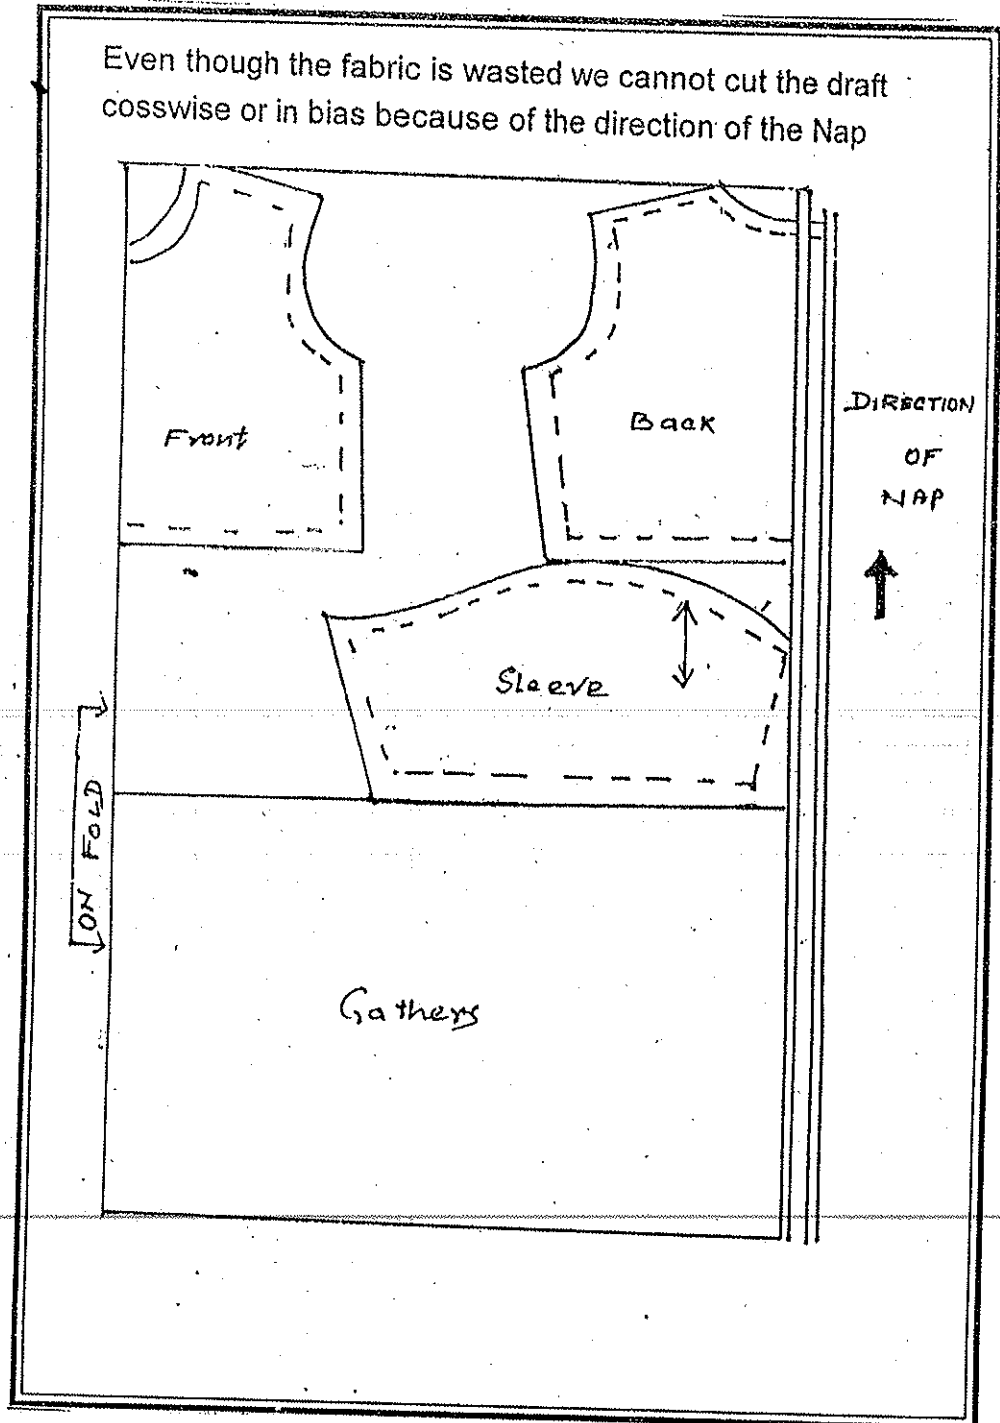 Even though the fabric is wasted we cannot cut the draft
cosswise or in bias because of the direction of the Nap
Front
Back
DIRECTION
OF
NAP
Sleeve
ON FOLD
Gathers